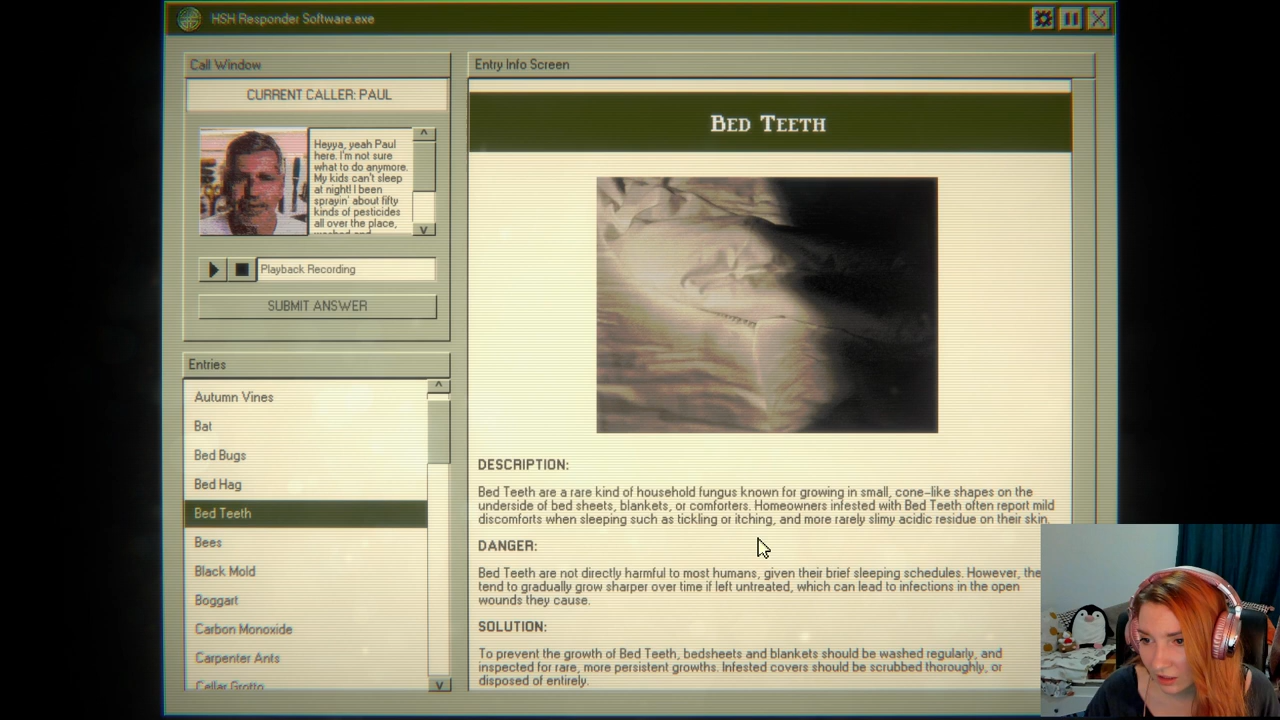 HSH Responder Software.exe
Call Window
CURRENT CALLER: PAUL
Heyya, yeah Paul
here. I'm not sure
what to do anymore.
My kids can't sleep
at night! I been
sprayin' about fifty
kinds of pesticides
all over the place,
Playback Recording
SUBMIT ANSWER
Entries
Autumn Vines
Bat
Bed Bugs
Bed Hag
Bed Teeth
Bees
Black Mold
Boggart
Carbon Monoxide
Carpenter Ants
Cellar Grotto
Entry Info Screen
Bed Teeth
DESCRIPTION:
Bed Teeth are a rare kind of household fungus known for growing in small, cone-like shapes on the
underside of bed sheets, blankets, or comforters. Homeowners infested with Bed Teeth often report mild
discomforts when sleeping such as tickling or itching, and more rarely slimy acidic residue on their skin.
DANGER:
Bed Teeth are not directly harmful to most humans, given their brief sleeping schedules. However, the
tend to gradually grow sharper over time if left untreated, which can lead to infections in the open
wounds they cause.
SOLUTION:
To prevent the growth of Bed Teeth, bedsheets and blankets should be washed regularly, and
inspected for rare, more persistent growths. Infested covers should be scrubbed thoroughly, or
disposed of entirely.